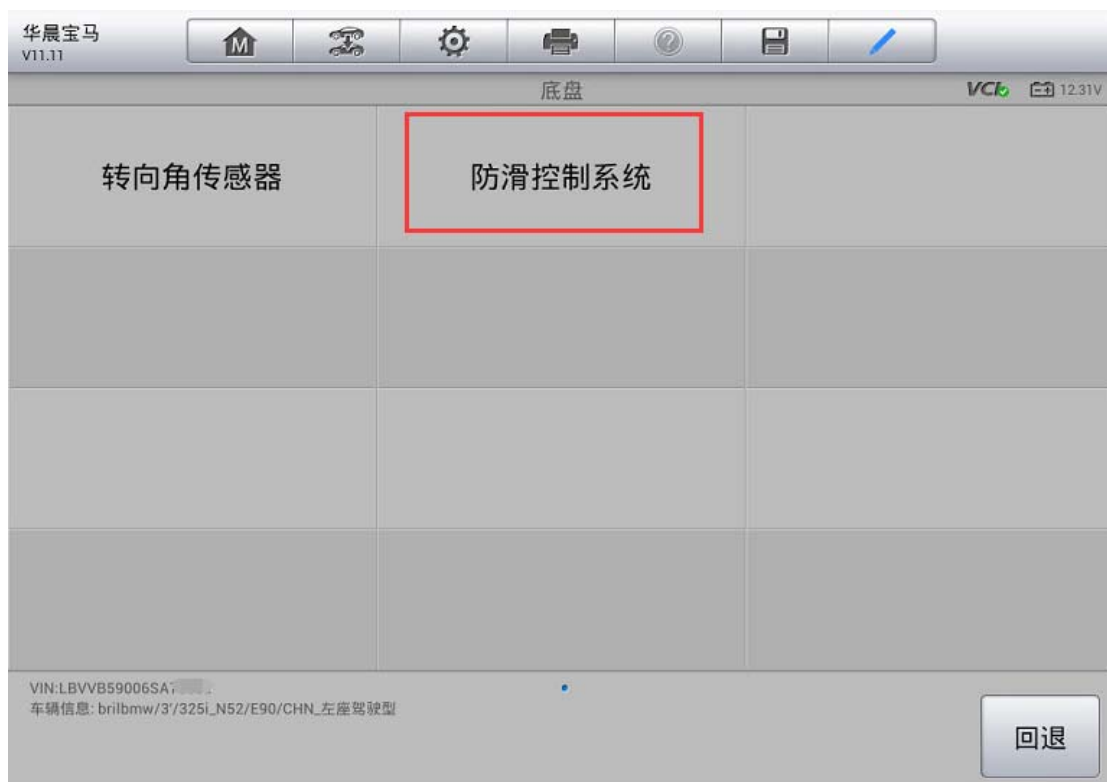 华晨宝马
V11.11
M
底盘
VCI 12.31V
转向角传感器 防滑控制系统
VIN:LBVVB59006SA
车辆信息: brilbmw/3'/325i_N52/E90/CHN_左座驾驶型
回退